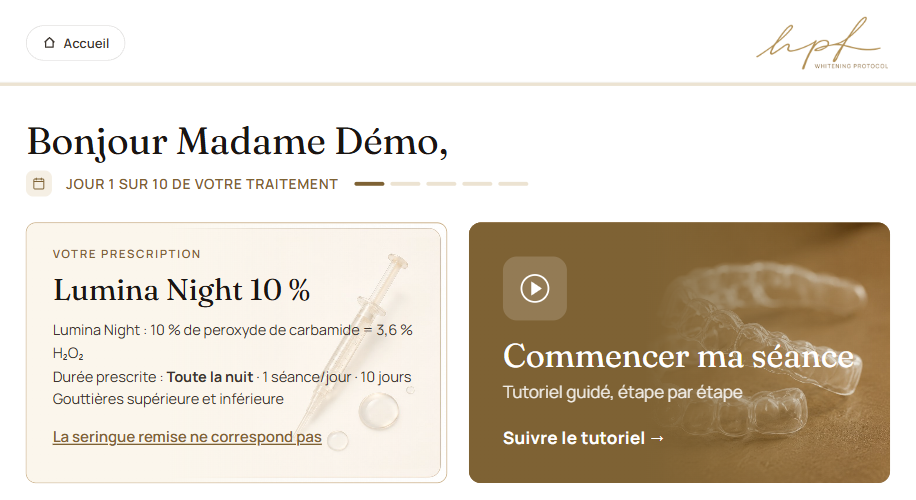 Accueil
hpf
WHITENING PROTOCOL
Bonjour Madame Démo,
JOUR 1 SUR 10 DE VOTRE TRAITEMENT
VOTRE PRESCRIPTION
Lumina Night 10 %
Lumina Night : 10 % de peroxyde de carbamide = 3,6 %
H₂O₂
Durée prescrite : Toute la nuit · 1 séance/jour · 10 jours
Gouttières supérieure et inférieure
La seringue remise ne correspond pas
Commencer ma séance
Tutoriel guidé, étape par étape
Suivre le tutoriel →